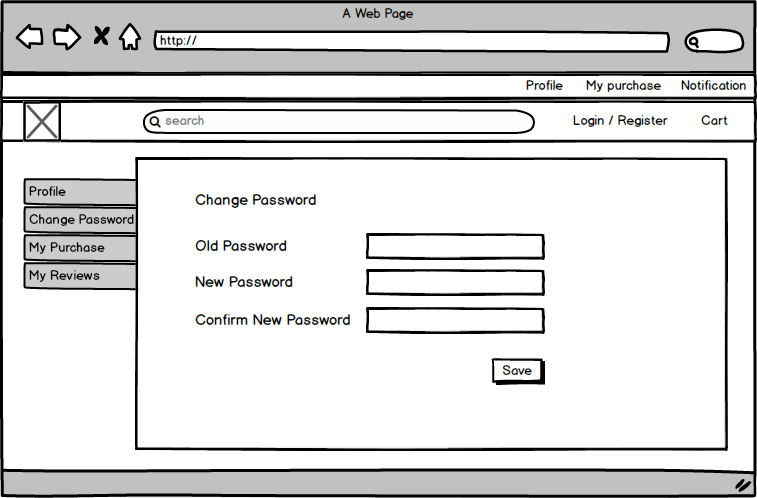 A Web Page
http://
Profile My purchase Notification
search Login / Register Cart
Profile
Change Password
My Purchase
My Reviews
Change Password
Old Password
New Password
Confirm New Password
Save